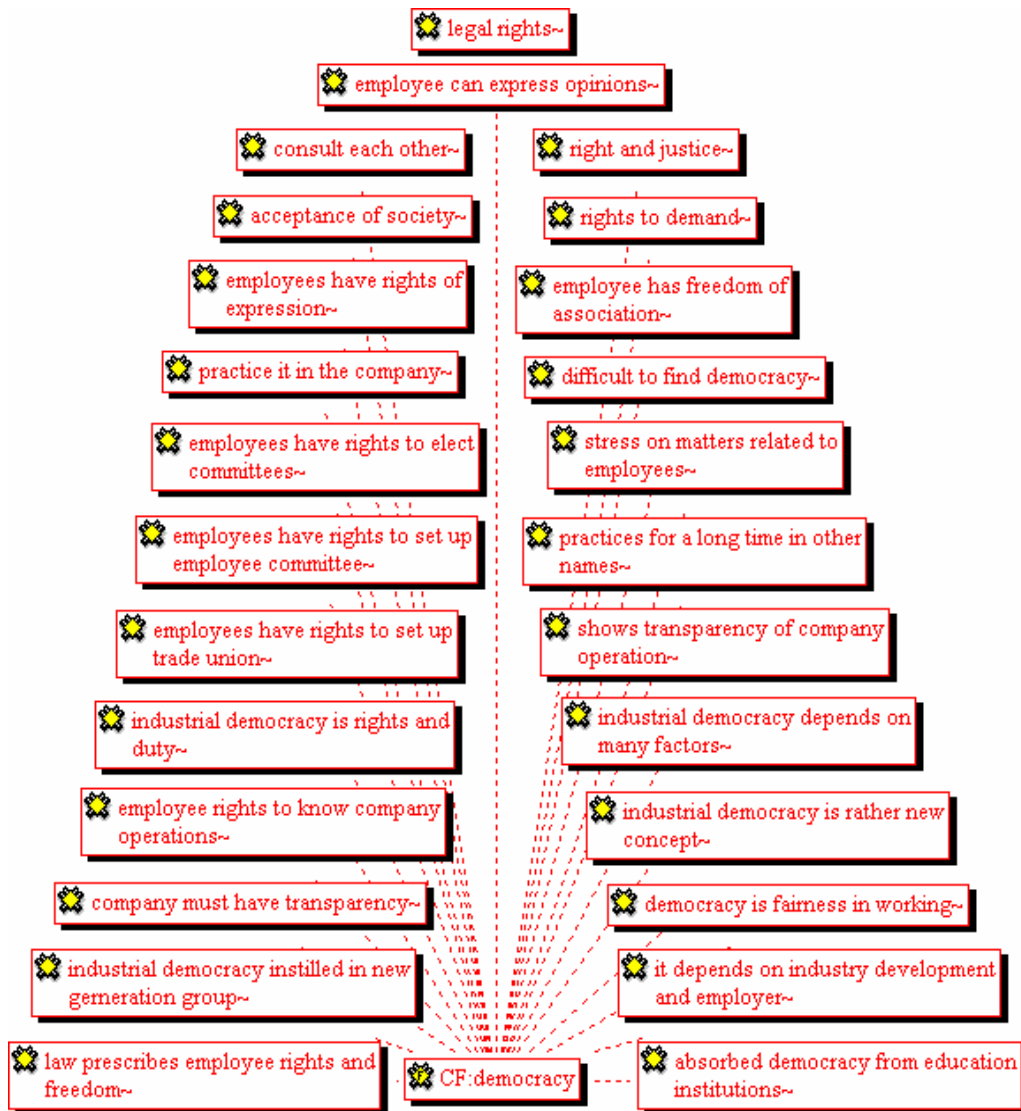 legal rights~
employee can express opinions~
consult each other~
right and justice~
acceptance of society~
rights to demand~
employees have rights of
expression~
employee has freedom of
association~
practice it in the company~
difficult to find democracy~
employees have rights to elect
committees~
stress on matters related to
employees~
employees have rights to set up
employee committee~
practices for a long time in other
names~
employees have rights to set up
trade union~
shows transparency of company
operation~
industrial democracy is rights and
duty~
industrial democracy depends on
many factors~
employee rights to know company
operations~
industrial democracy is rather new
concept~
company must have transparency~
democracy is fairness in working~
industrial democracy instilled in new
gerneration group~
it depends on industry development
and employer~
law prescribes employee rights and
freedom~
CF:democracy
absorbed democracy from education
institutions~